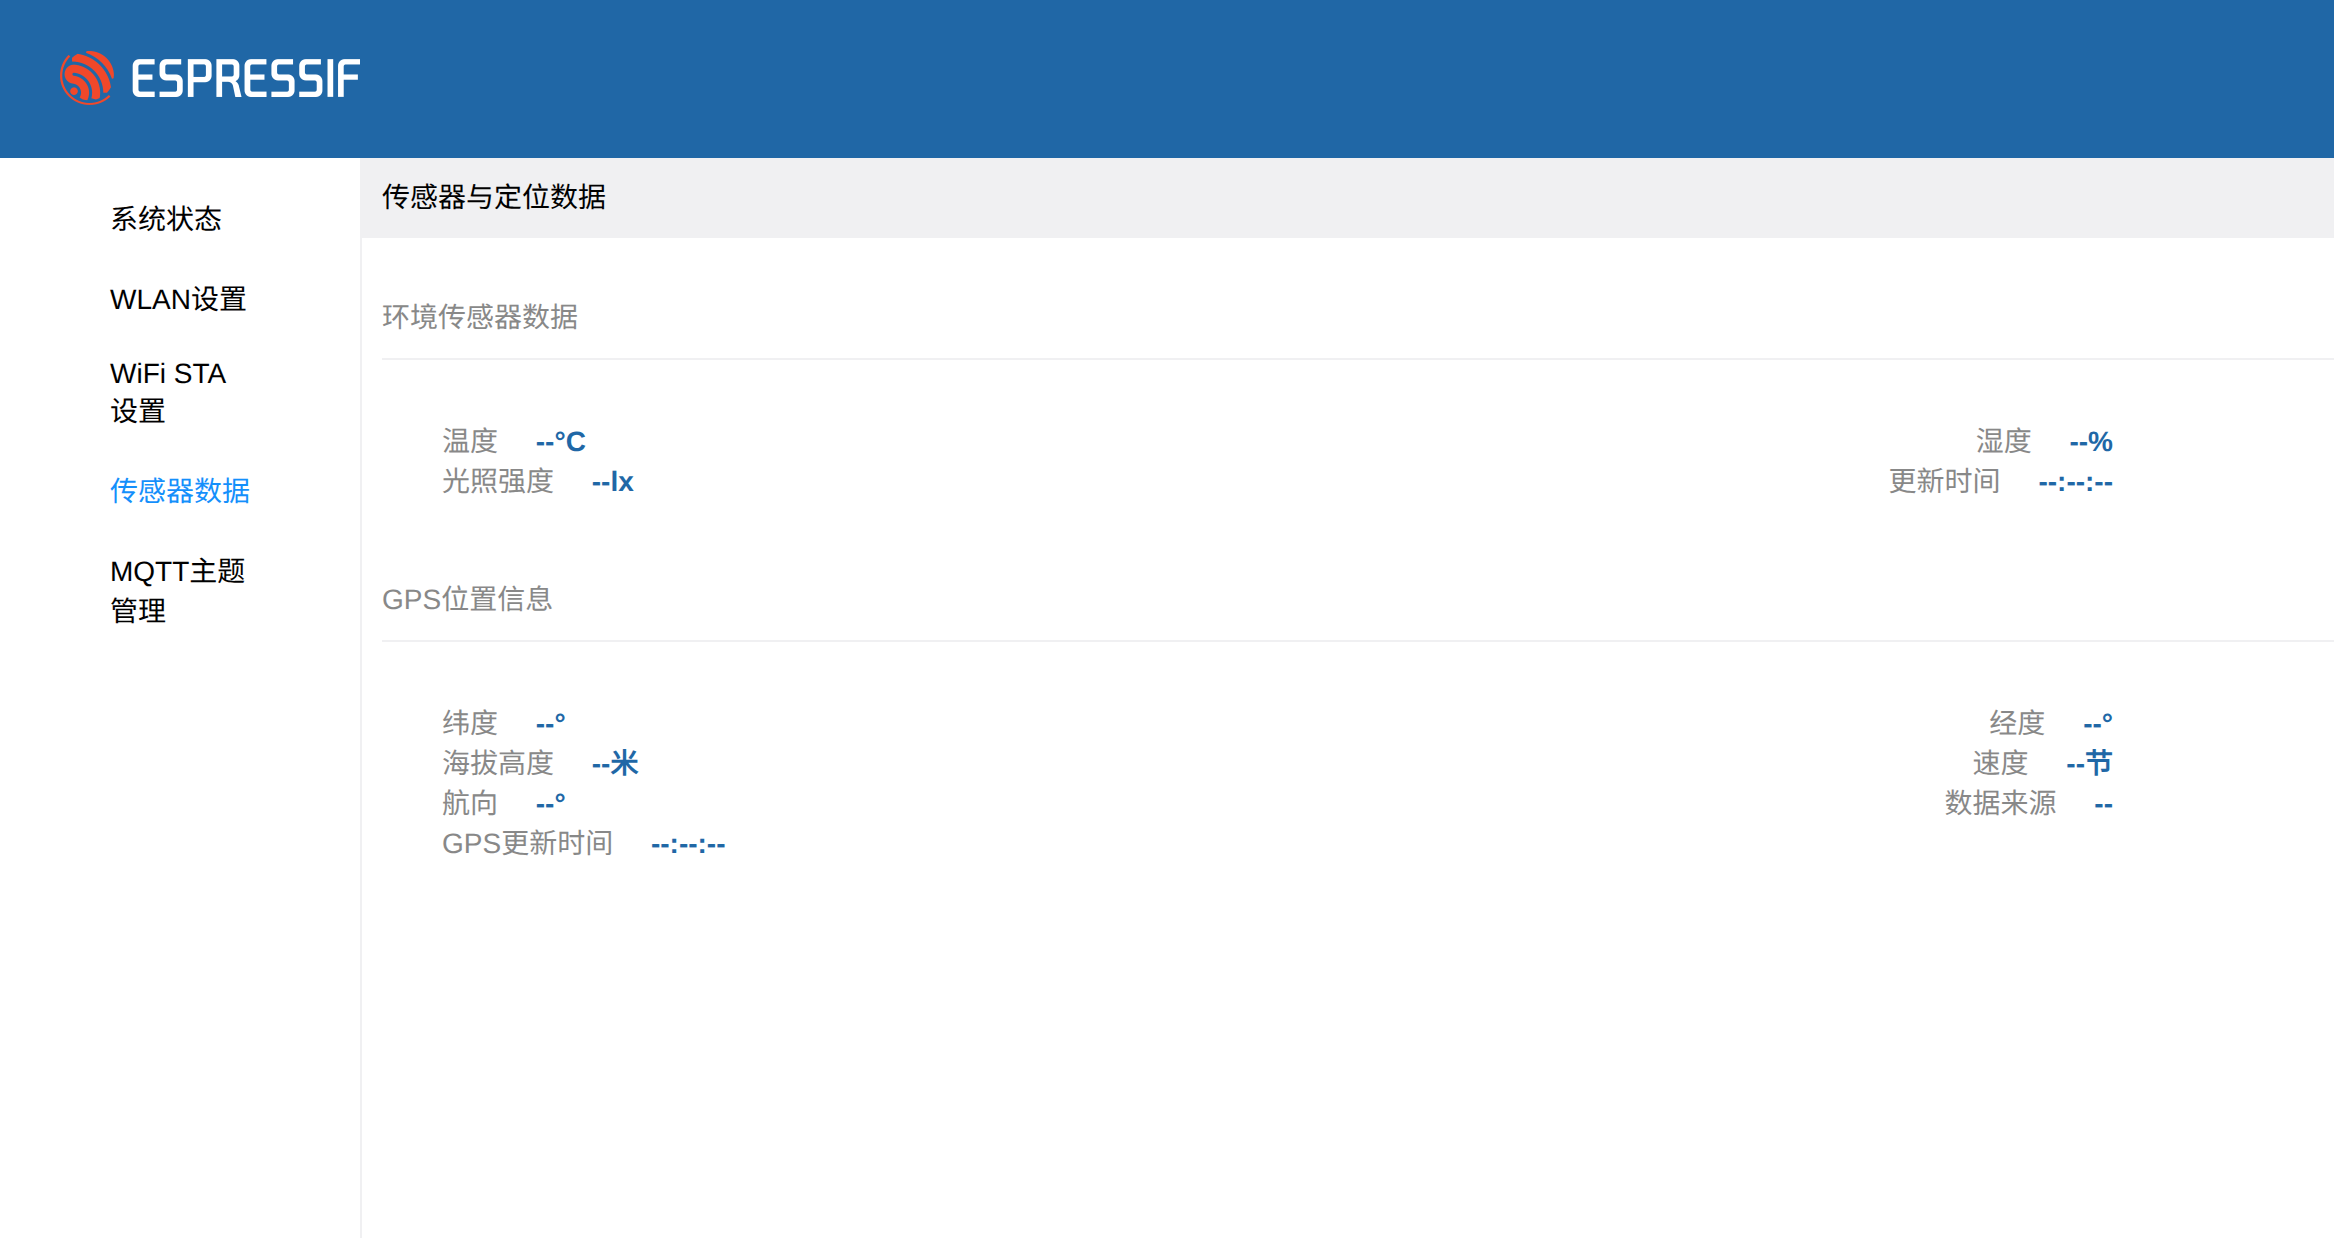 ESPRESSIF
系统状态
WLAN设置
WiFi STA
设置
传感器数据
MQTT主题
管理
传感器与定位数据
环境传感器数据
温度 --°C 湿度 --%
光照强度 --lx 更新时间 --:--:--
GPS位置信息
纬度 --° 经度 --°
海拔高度 --米 速度 --节
航向 --° 数据来源 --
GPS更新时间 --:--:--